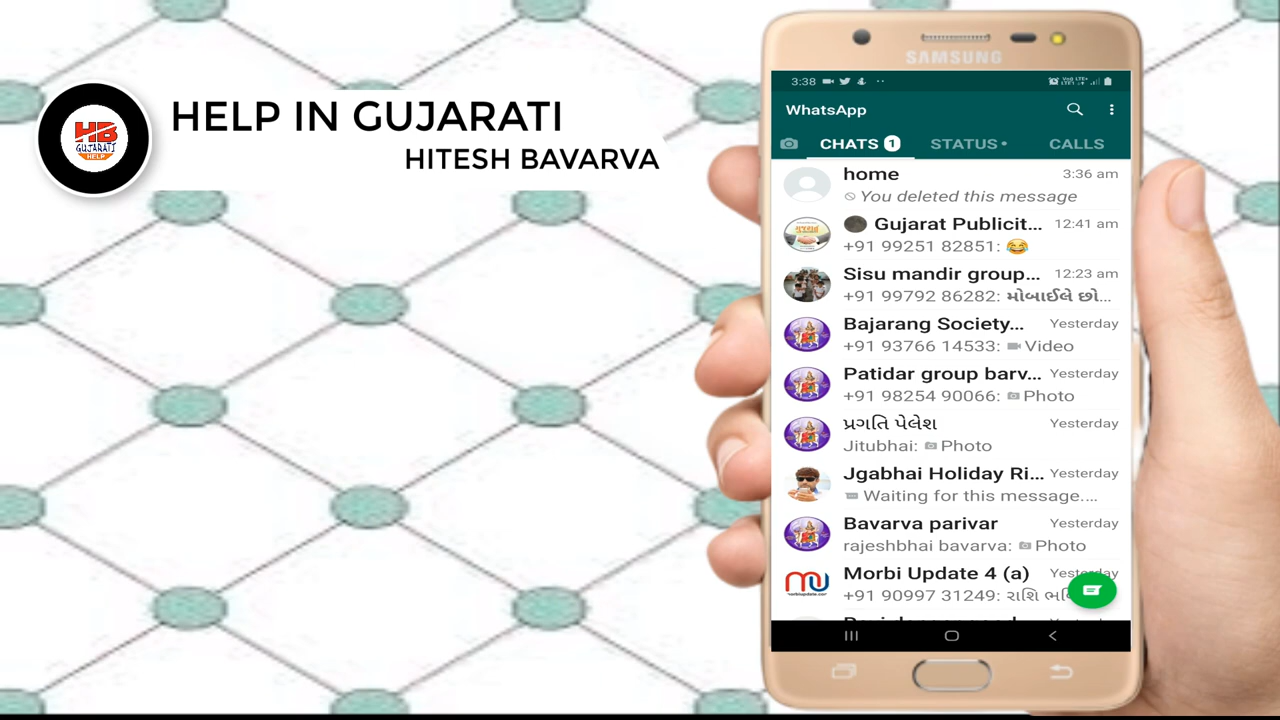 HELP IN GUJARATI
HITESH BAVARVA
HB
GUJARATI
HELP
SAMSUNG
3:38
WhatsApp
CHATS 1 STATUS CALLS
home 3:36 am
You deleted this message
Gujarat Publicit... 12:41 am
+91 99251 82851: 😂
Sisu mandir group... 12:23 am
+91 99792 86282: મોબાઈલે છો...
Bajarang Society... Yesterday
+91 93766 14533: Video
Patidar group barv... Yesterday
+91 98254 90066: Photo
પ્રગતિ પેલેશ Yesterday
Jitubhai: Photo
Jgabhai Holiday Ri... Yesterday
Waiting for this message....
Bavarva parivar Yesterday
rajeshbhai bavarva: Photo
Morbi Update 4 (a) Yesterday
+91 90997 31249: રાશિ